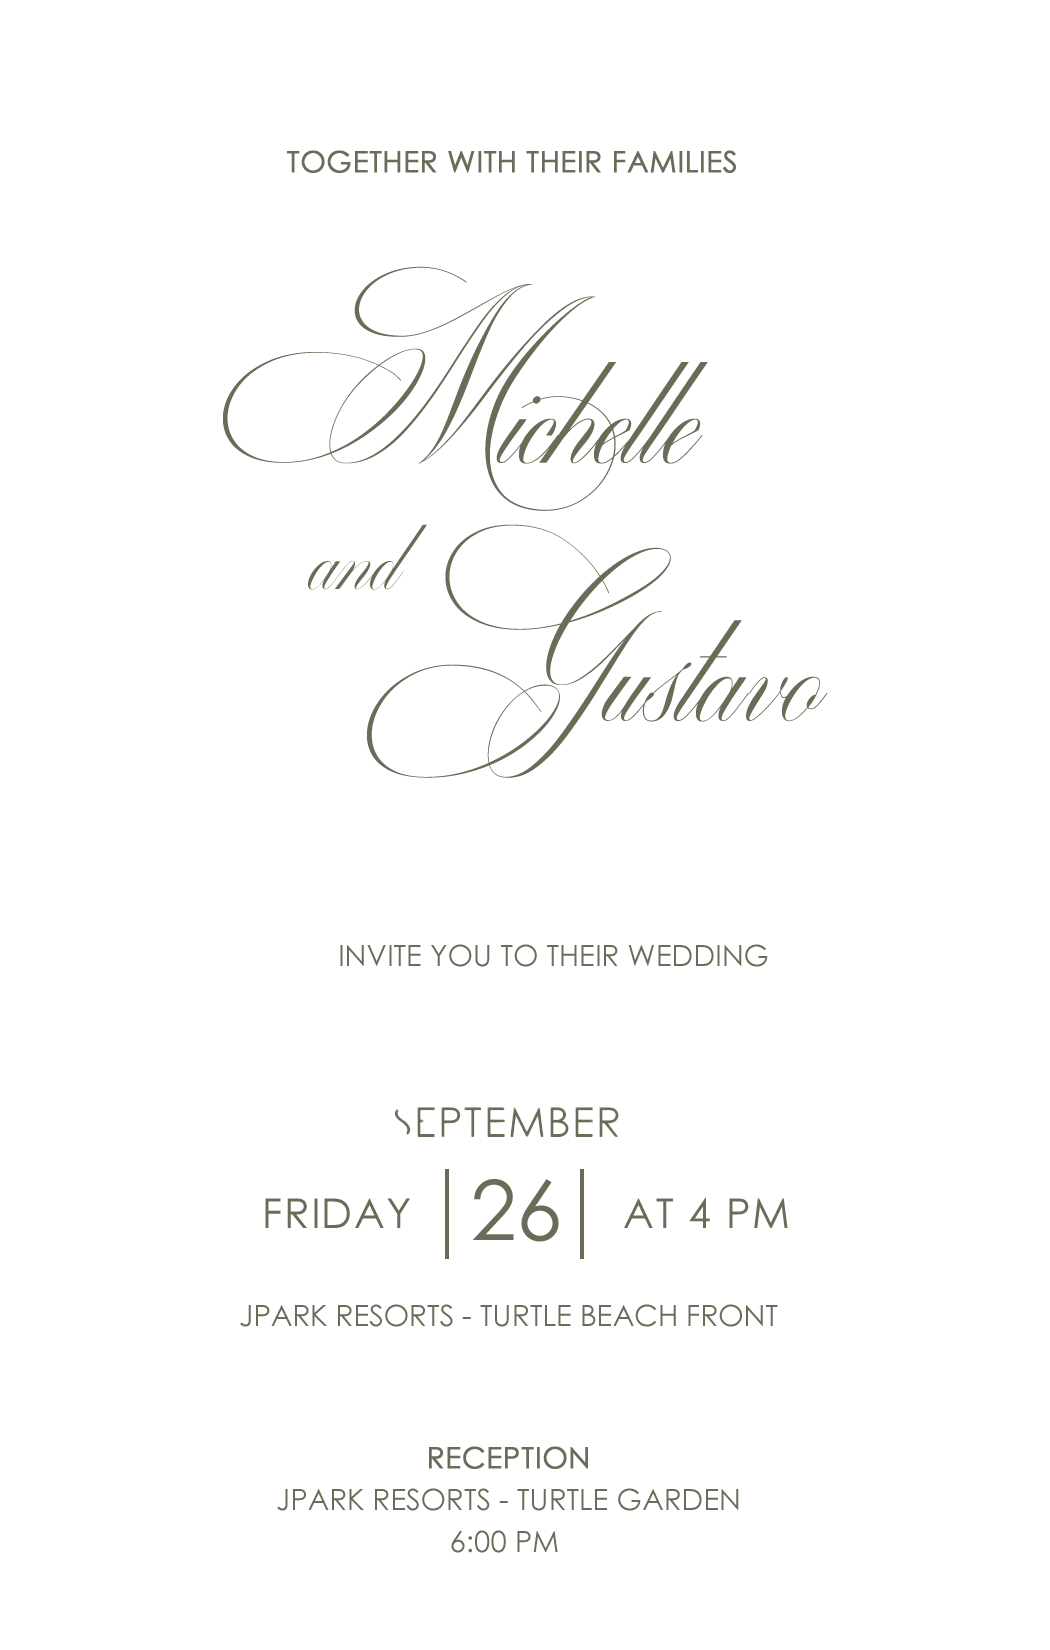 TOGETHER WITH THEIR FAMILIES
Michelle
and
Gustavo
INVITE YOU TO THEIR WEDDING
SEPTEMBER
FRIDAY 26 AT 4 PM
JPARK RESORTS - TURTLE BEACH FRONT
RECEPTION
JPARK RESORTS - TURTLE GARDEN
6:00 PM